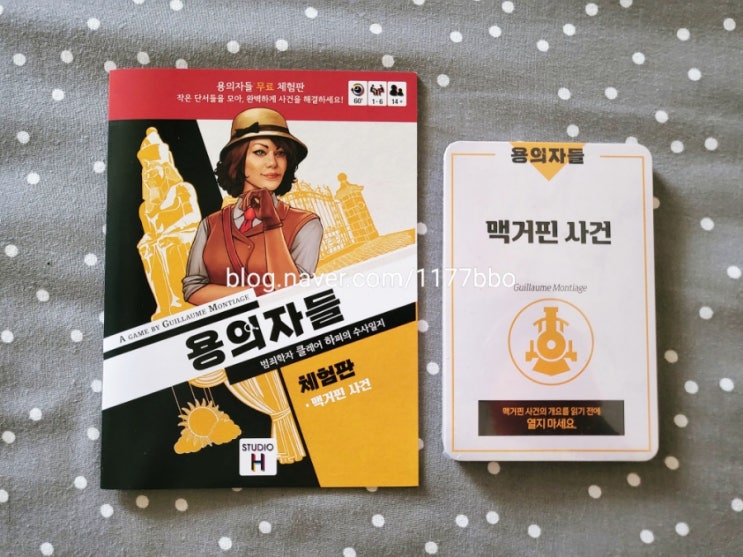 용의자들 무료 체험판
작은 단서들을 모아, 완벽하게 사건을 해결하세요!
60' 1-6 14+
A GAME BY GUILLAUME MONTIAGE
용의자들
범죄학자 클레어 하퍼의 수사일지
체험판
• 맥거핀 사건
STUDIO
H
용의자들
맥거핀 사건
Guillaume Montiage
맥거핀 사건의 개요를 읽기 전에
열지 마세요.
blog.naver.com/1177bbo